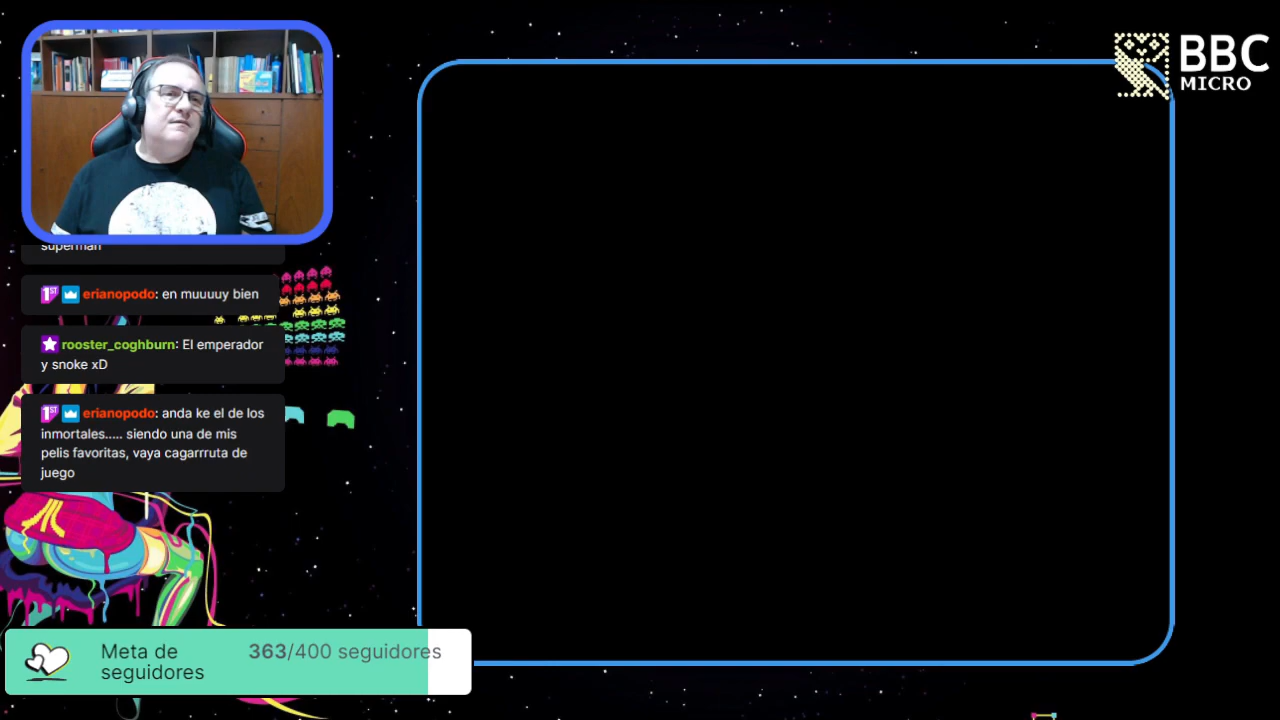 BBC
MICRO
superman
erianopodo: en muuuuy bien
rooster_coghburn: El emperador
y snoke xD
erianopodo: anda ke el de los
inmortales..... siendo una de mis
pelis favoritas, vaya cagarrruta de
juego
Meta de
seguidores
363/400 seguidores